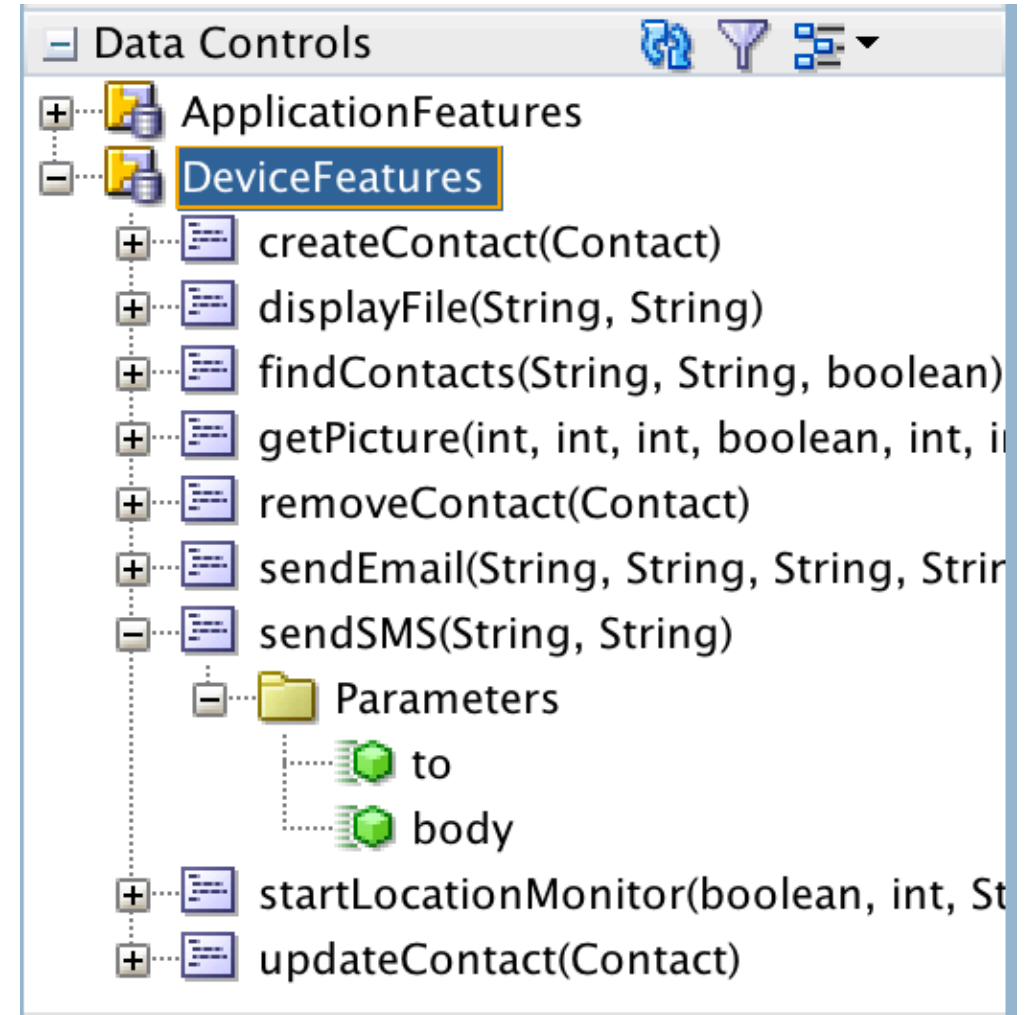 Data Controls
ApplicationFeatures
DeviceFeatures
createContact(Contact)
displayFile(String, String)
findContacts(String, String, boolean)
getPicture(int, int, int, boolean, int,
removeContact(Contact)
sendEmail(String, String, String,
sendSMS(String, String)
Parameters
to
body
startLocationMonitor(boolean, int,
updateContact(Contact)